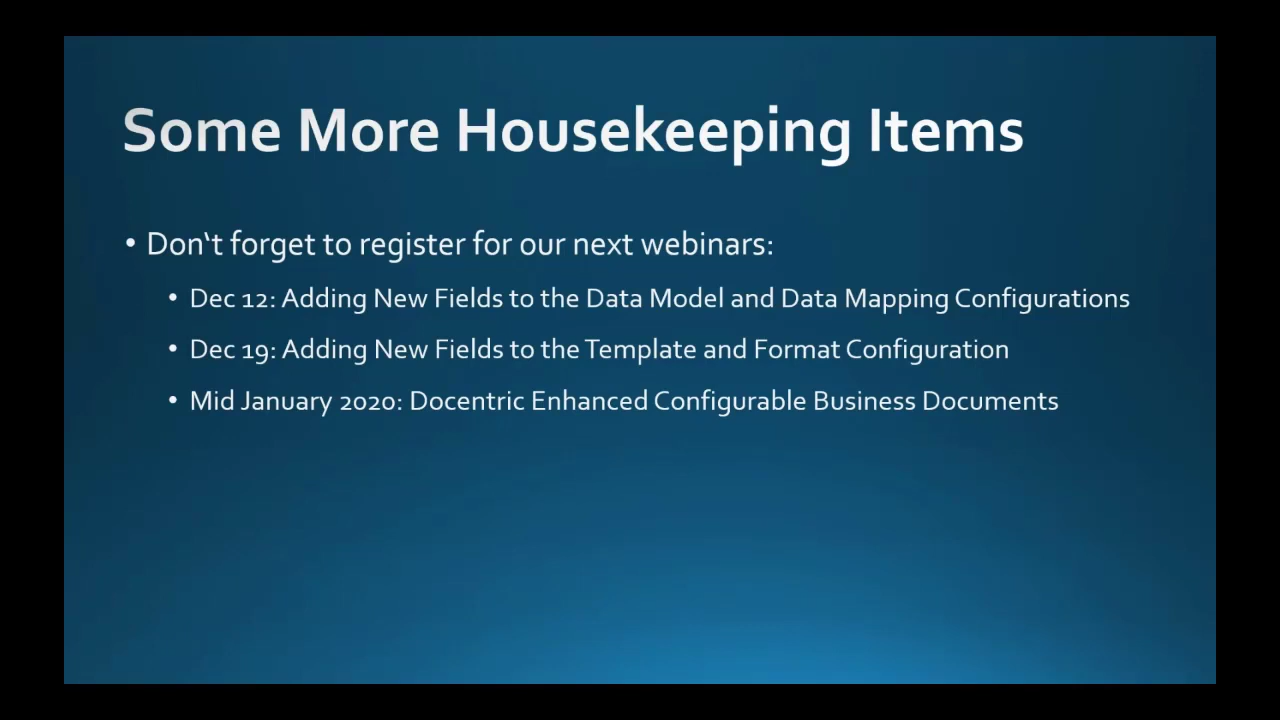 Some More Housekeeping Items
• Don‘t forget to register for our next webinars:
• Dec 12: Adding New Fields to the Data Model and Data Mapping Configurations
• Dec 19: Adding New Fields to the Template and Format Configuration
• Mid January 2020: Docentric Enhanced Configurable Business Documents